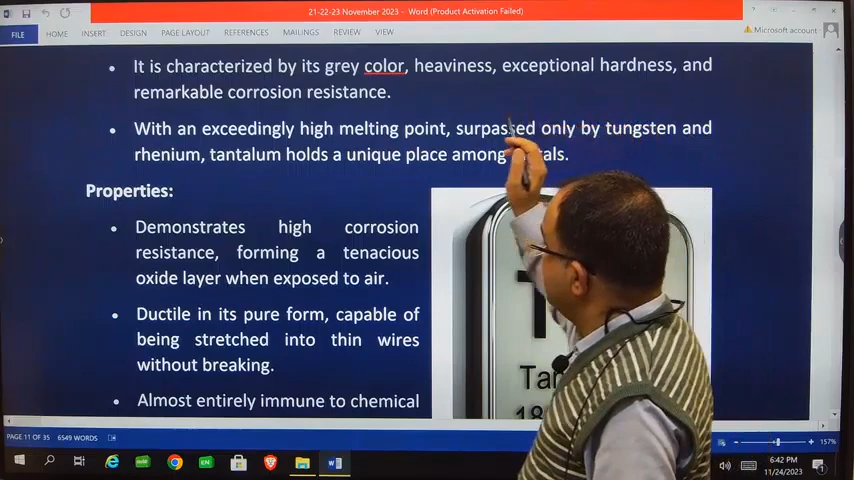 21-22-23 November 2023 - Word (Product Activation Failed)
FILE HOME INSERT DESIGN PAGE LAYOUT REFERENCES MAILINGS REVIEW VIEW Microsoft account
It is characterized by its grey color, heaviness, exceptional hardness, and
remarkable corrosion resistance.
With an exceedingly high melting point, surpassed only by tungsten and
rhenium, tantalum holds a unique place among
Properties:
Demonstrates high corrosion
resistance, forming a tenacious
oxide layer when exposed to air.
Ductile in its pure form, capable of
being stretched into thin wires
without breaking.
Almost entirely immune to chemical
PAGE 11 OF 35 6549 WORDS 157%
6:42 PM
11/24/2023